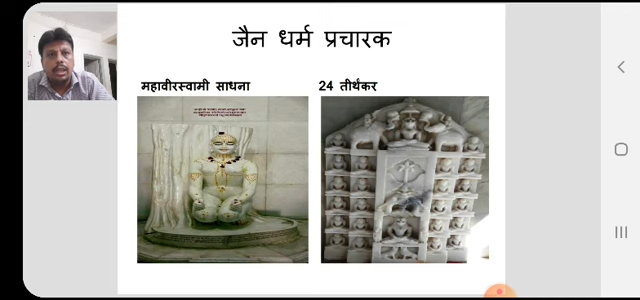 जैन धर्म प्रचारक
महावीरस्वामी साधना
24 तीर्थंकर